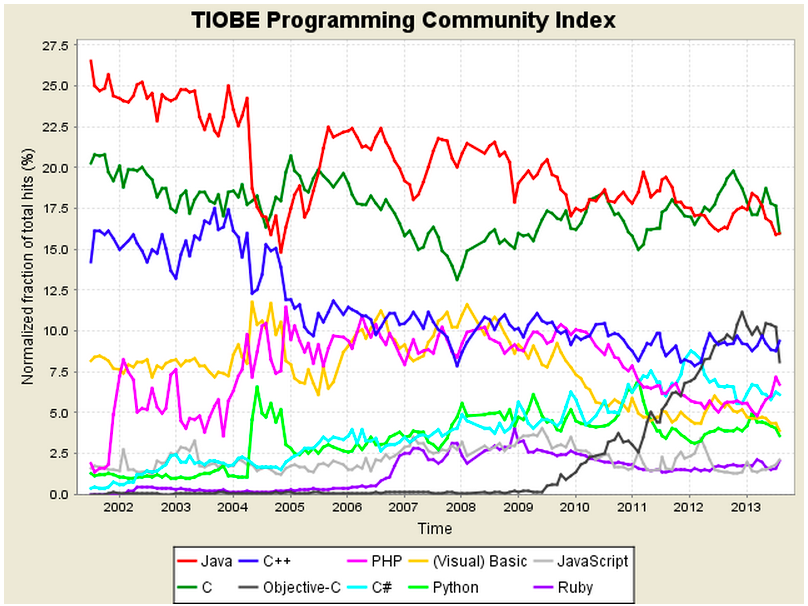 TIOBE Programming Community Index
Normalized fraction of total hits (%)
27.5
25.0
22.5
20.0
17.5
15.0
12.5
10.0
7.5
5.0
2.5
0.0
2002 2003 2004 2005 2006 2007 2008 2009 2010 2011 2012 2013
Time
Java C++ PHP (Visual) Basic JavaScript
C Objective-C C# Python Ruby